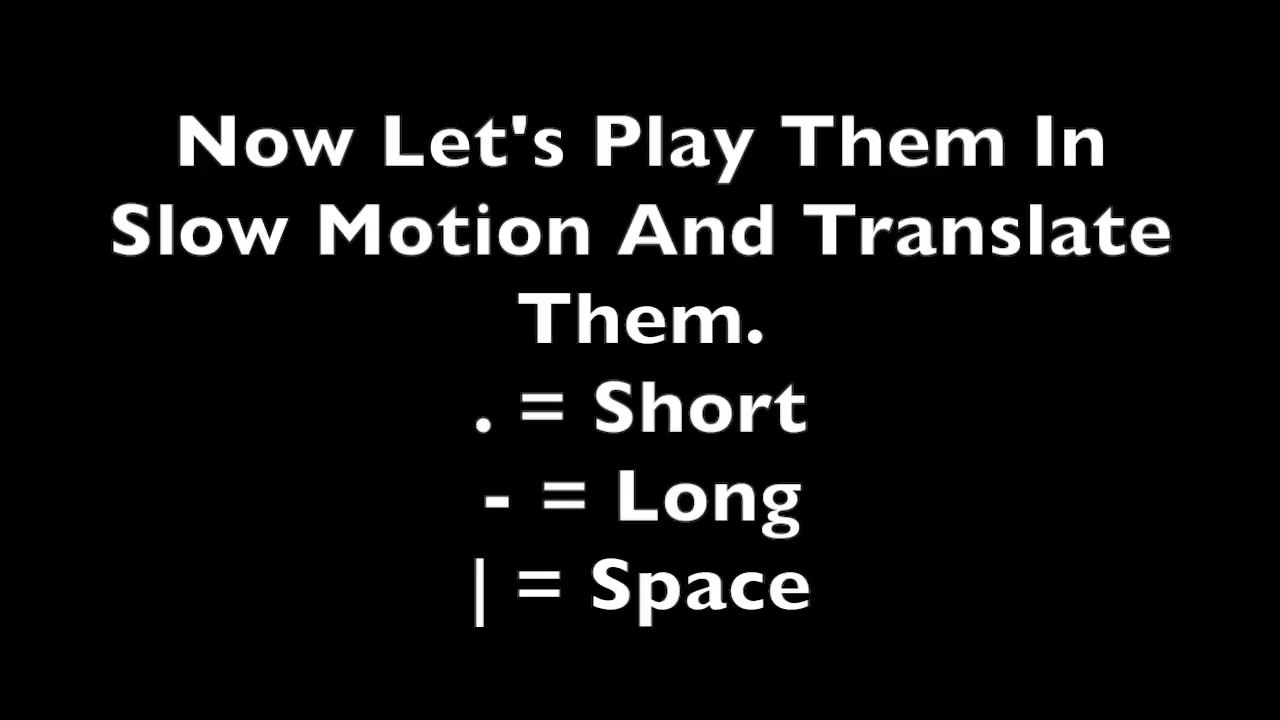 Now Let's Play Them In
Slow Motion And Translate
Them.
. = Short
- = Long
| = Space